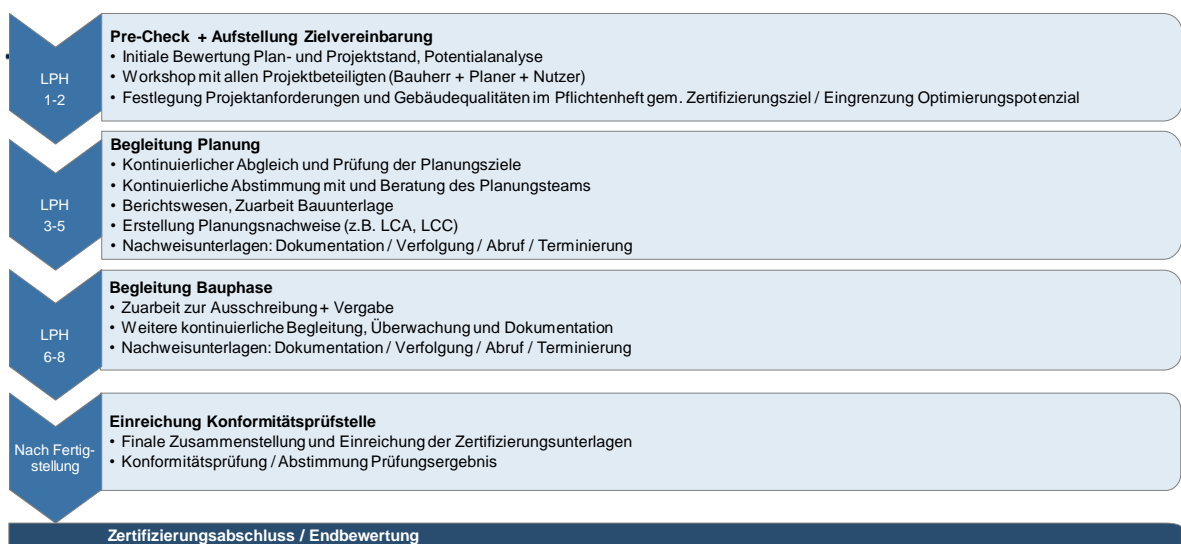 LPH
1-2
Pre-Check + Aufstellung Zielvereinbarung
• Initiale Bewertung Plan- und Projektstand, Potentialanalyse
• Workshop mit allen Projektbeteiligten (Bauherr + Planer + Nutzer)
• Festlegung Projektanforderungen und Gebäudequalitäten im Pflichtenheft gem. Zertifizierungsziel / Eingrenzung Optimierungspotenzial
LPH
3-5
Begleitung Planung
• Kontinuierlicher Abgleich und Prüfung der Planungsziele
• Kontinuierliche Abstimmung mit und Beratung des Planungsteams
• Berichtswesen, Zuarbeit Bauunterlage
• Erstellung Planungsnachweise (z.B. LCA, LCC)
• Nachweisunterlagen: Dokumentation / Verfolgung / Abruf / Terminierung
LPH
6-8
Begleitung Bauphase
• Zuarbeit zur Ausschreibung + Vergabe
• Weitere kontinuierliche Begleitung, Überwachung und Dokumentation
• Nachweisunterlagen: Dokumentation / Verfolgung / Abruf / Terminierung
Nach Fertig-
stellung
Einreichung Konformitätsprüfstelle
• Finale Zusammenstellung und Einreichung der Zertifizierungsunterlagen
• Konformitätsprüfung / Abstimmung Prüfungsergebnis
Zertifizierungsabschluss / Endbewertung